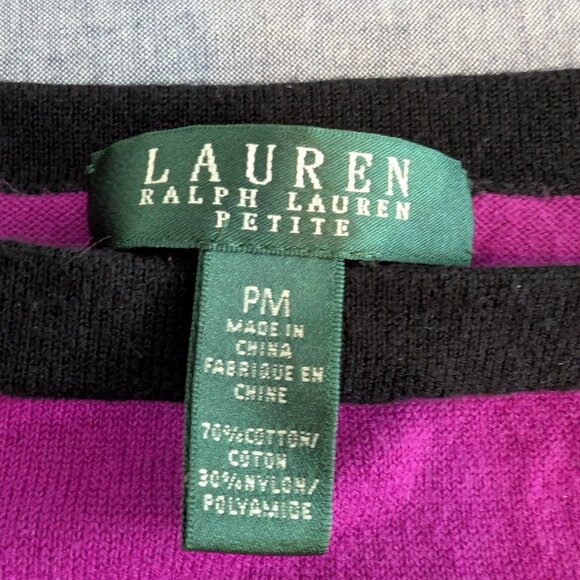 LAUREN
RALPH LAUREN
PETITE
PM
MADE IN
CHINA
FABRIQUE EN
CHINE
70%COTTON/
COTON
30%NYLON/
POLYAMIDE